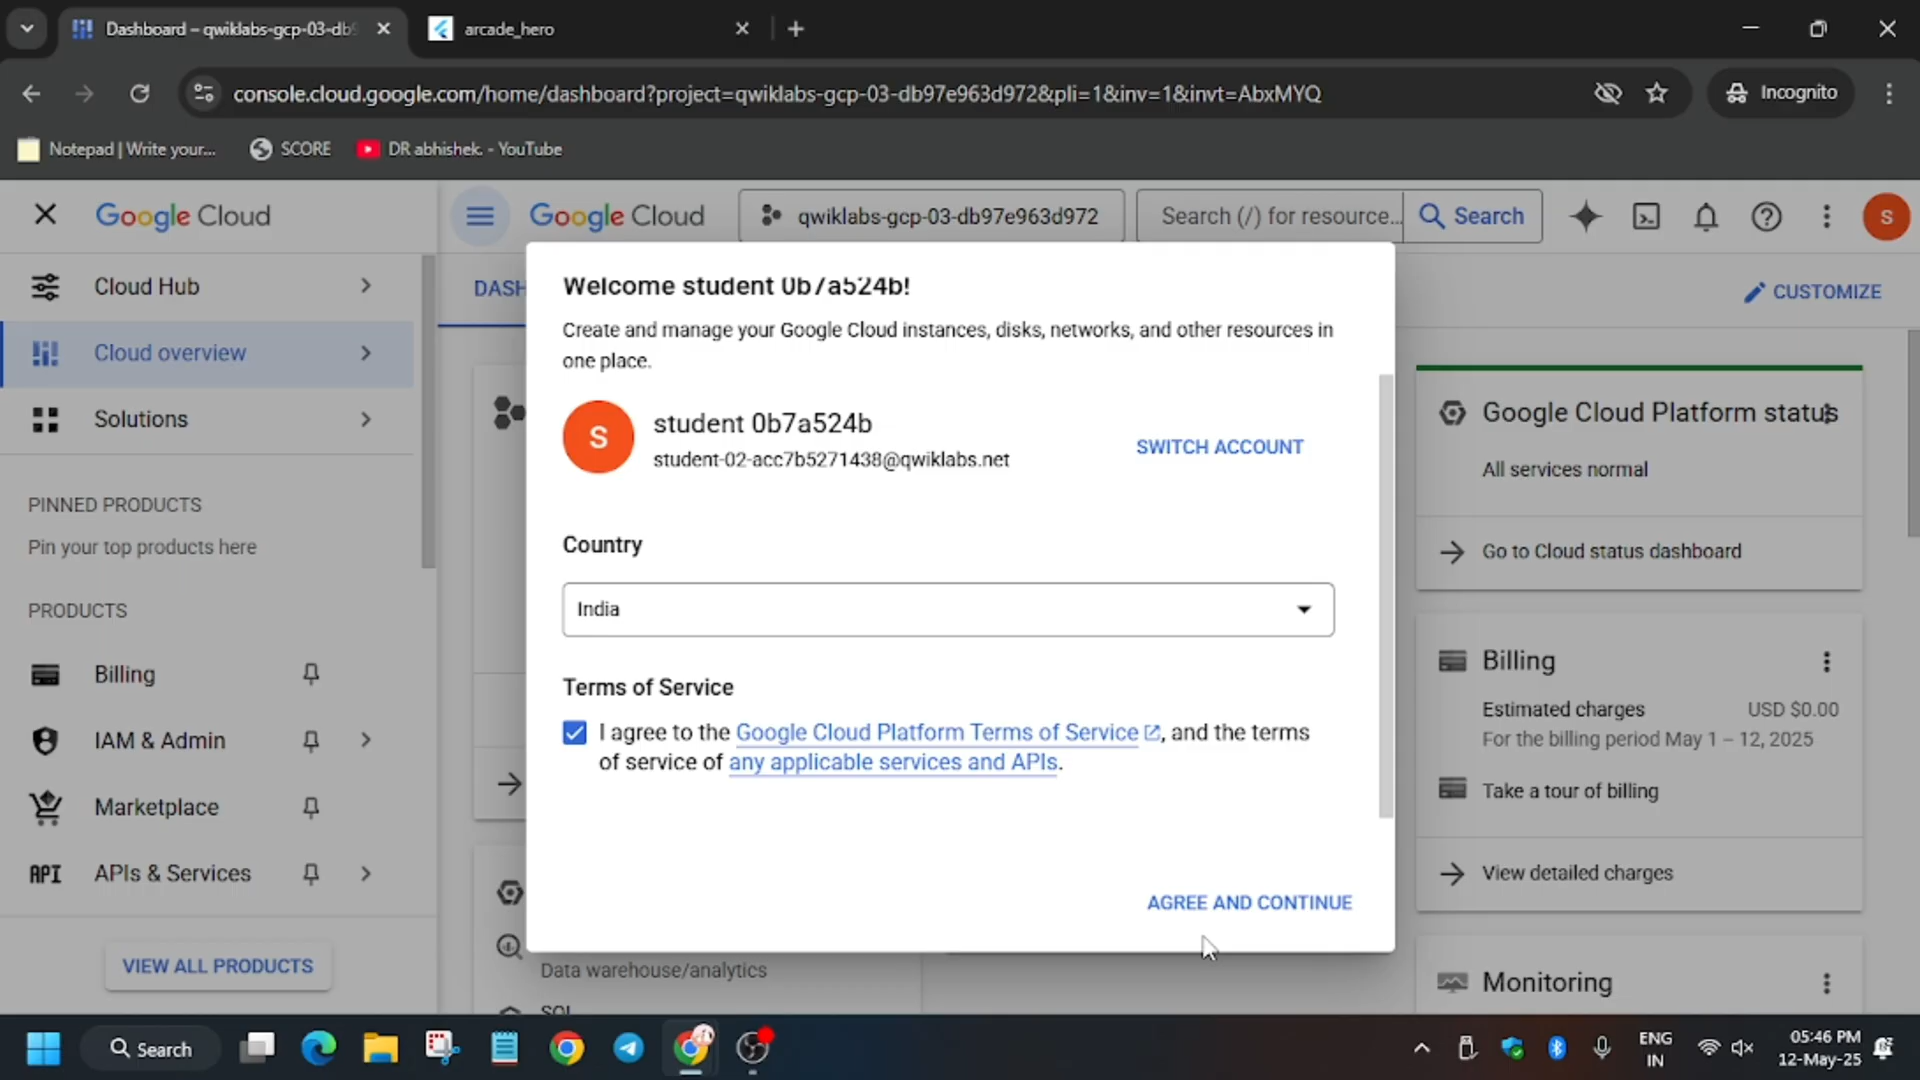 Dashboard – qwiklabs-gcp-03-db9
arcade_hero
console.cloud.google.com/home/dashboard?project=qwiklabs-gcp-03-db97e963d972&pli=1&inv=1&invt=AbxMYQ
Incognito
Notepad | Write your...
SCORE
DR abhishek. - YouTube
Google Cloud
Google Cloud
qwiklabs-gcp-03-db97e963d972
Search (/) for resource...
Search
S
Cloud Hub
Cloud overview
Solutions
PINNED PRODUCTS
Pin your top products here
PRODUCTS
Billing
IAM & Admin
Marketplace
API
APIs & Services
VIEW ALL PRODUCTS
DASH
CUSTOMIZE
Welcome student 0b7a524b!
Create and manage your Google Cloud instances, disks, networks, and other resources in
one place.
S
student 0b7a524b
student-02-acc7b5271438@qwiklabs.net
SWITCH ACCOUNT
Country
India
Terms of Service
I agree to the Google Cloud Platform Terms of Service, and the terms
of service of any applicable services and APIs.
AGREE AND CONTINUE
Data warehouse/analytics
SQL
Google Cloud Platform status
All services normal
Go to Cloud status dashboard
Billing
Estimated charges
USD $0.00
For the billing period May 1 – 12, 2025
Take a tour of billing
View detailed charges
Monitoring
Search
ENG
IN
05:46 PM
12-May-25